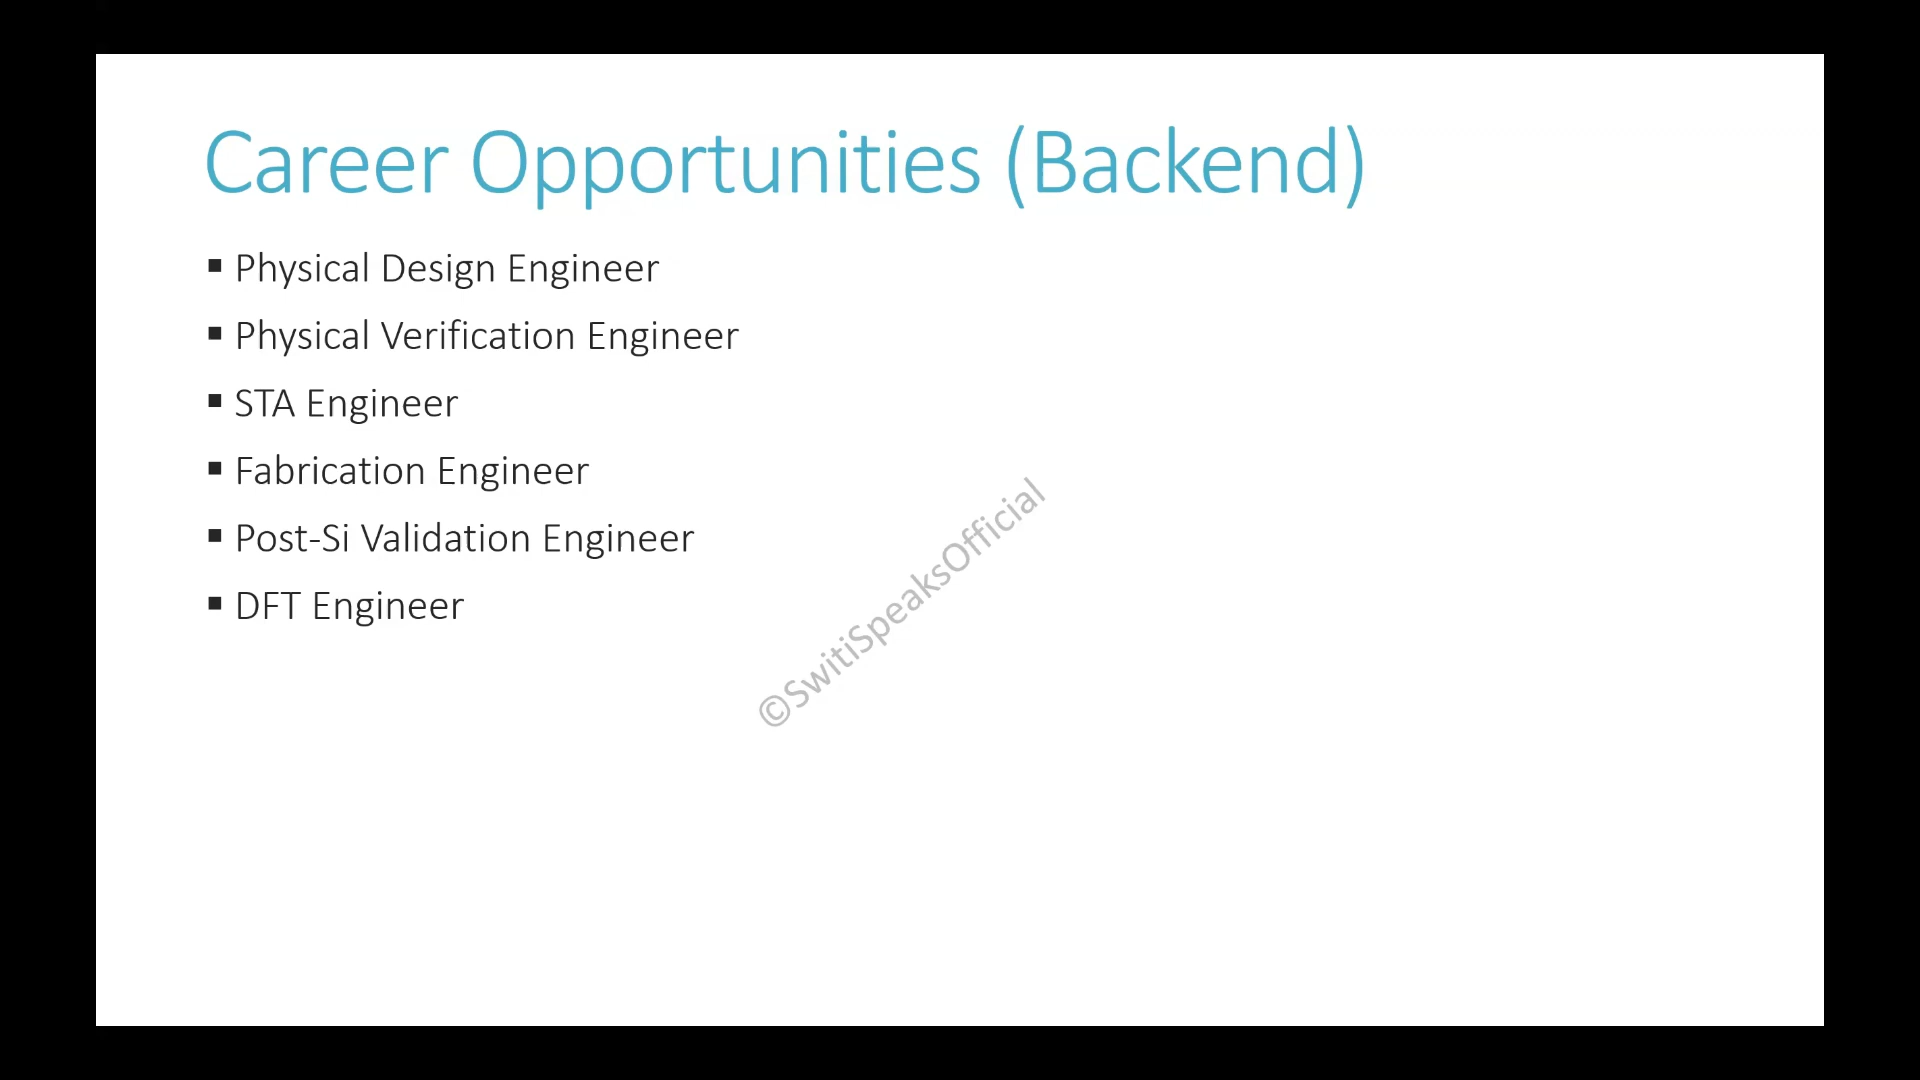 Career Opportunities (Backend)
▪ Physical Design Engineer
▪ Physical Verification Engineer
▪ STA Engineer
▪ Fabrication Engineer
▪ Post-Si Validation Engineer
▪ DFT Engineer
©SwitiSpeaksOfficial